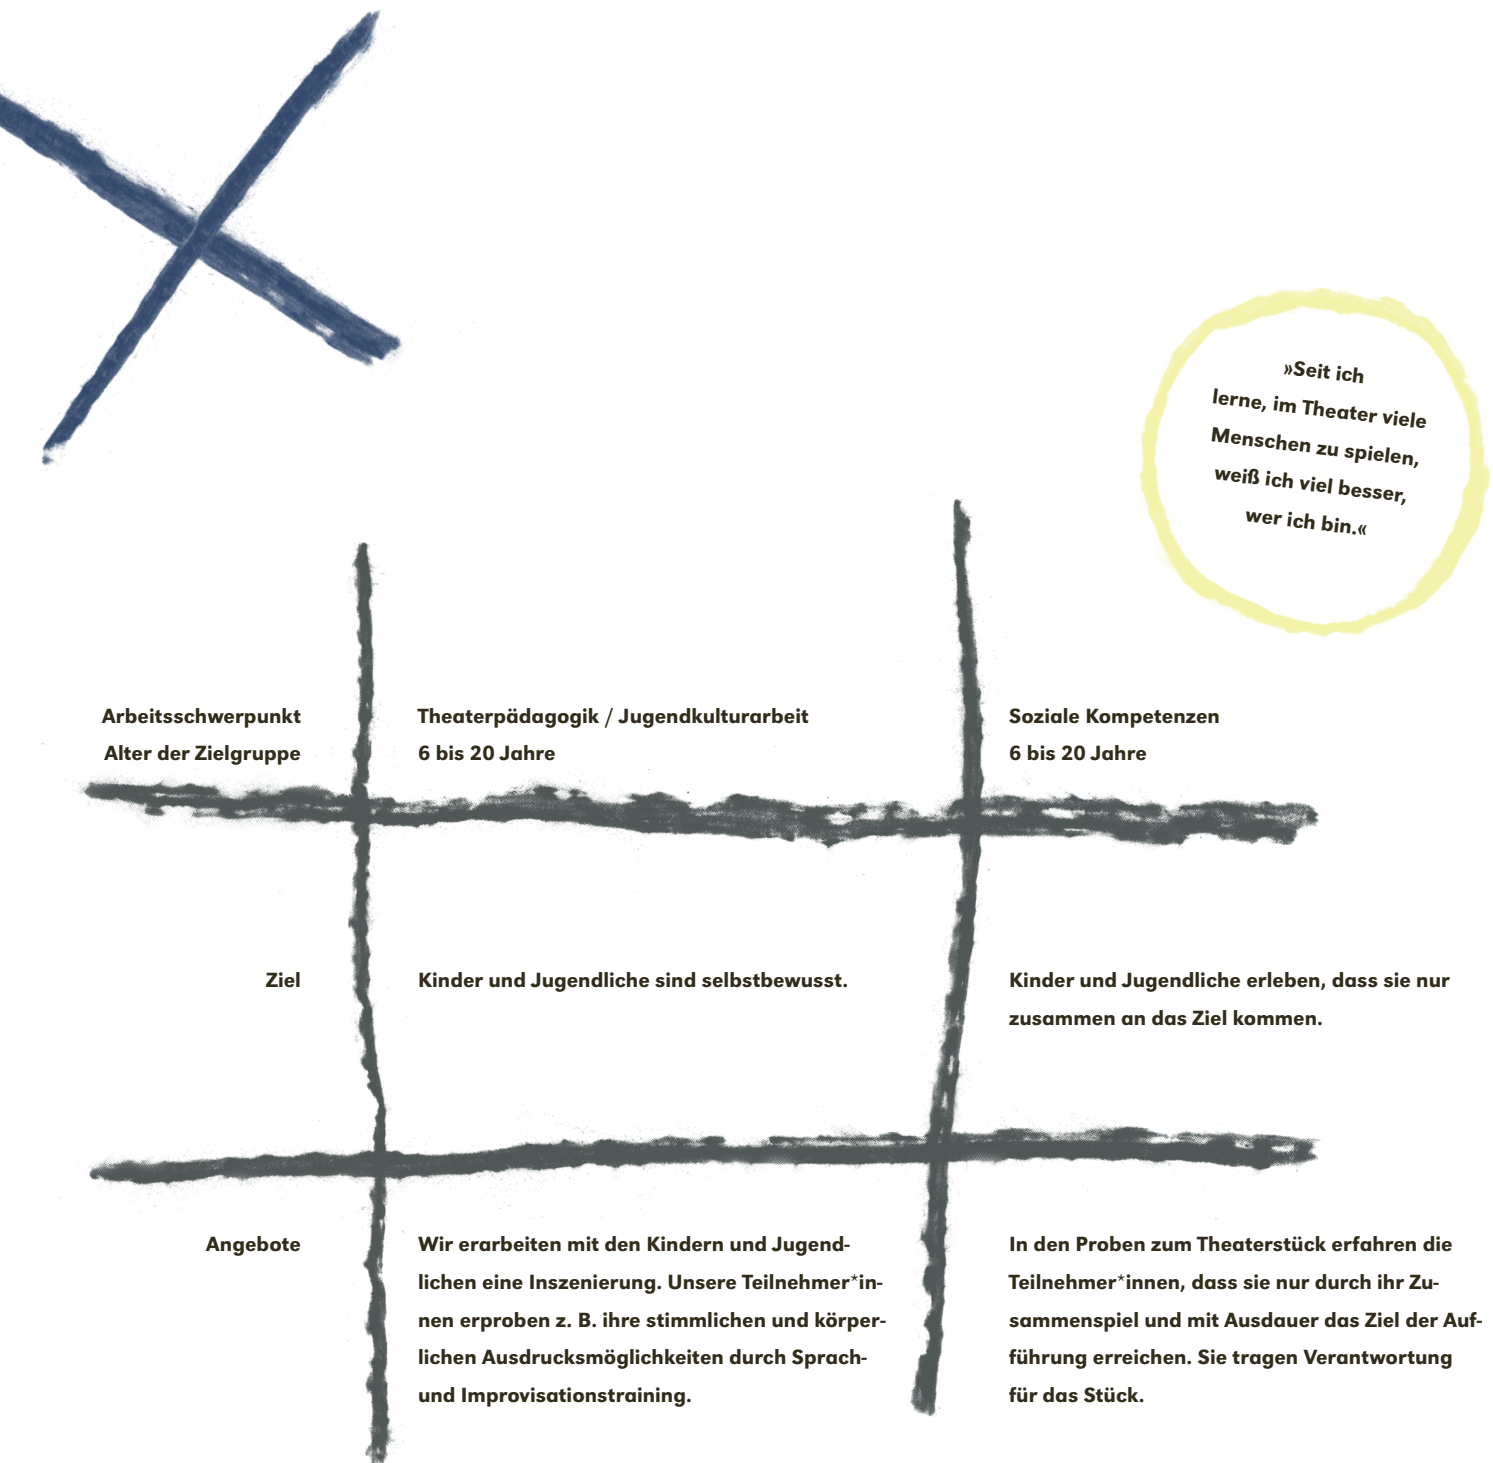 »Seit ich
lerne, im Theater viele
Menschen zu spielen,
weiß ich viel besser,
wer ich bin.«
Arbeitsschwerpunkt
Alter der Zielgruppe
Theaterpädagogik / Jugendkulturarbeit
6 bis 20 Jahre
Soziale Kompetenzen
6 bis 20 Jahre
Ziel
Kinder und Jugendliche sind selbstbewusst.
Kinder und Jugendliche erleben, dass sie nur
zusammen an das Ziel kommen.
Angebote
Wir erarbeiten mit den Kindern und Jugend-
lichen eine Inszenierung. Unsere Teilnehmer*in-
nen erproben z. B. ihre stimmlichen und körper-
lichen Ausdrucksmöglichkeiten durch Sprach-
und Improvisationstraining.
In den Proben zum Theaterstück erfahren die
Teilnehmer*innen, dass sie nur durch ihr Zu-
sammenspiel und mit Ausdauer das Ziel der Auf-
führung erreichen. Sie tragen Verantwortung
für das Stück.